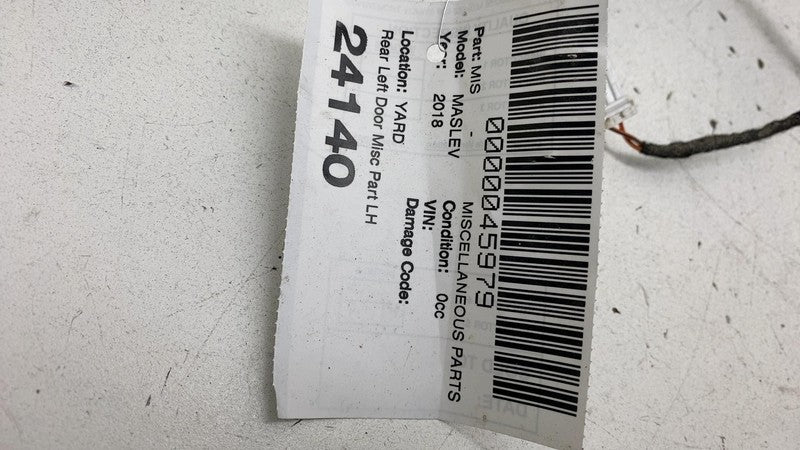 0000045979
Part: MIS - MISCELLANEOUS PARTS
Model: MASLEV Condition: 0cc
Year: 2018 VIN:
Damage Code:
Location: YARD
Rear Left Door Misc Part LH
24140
DATE: